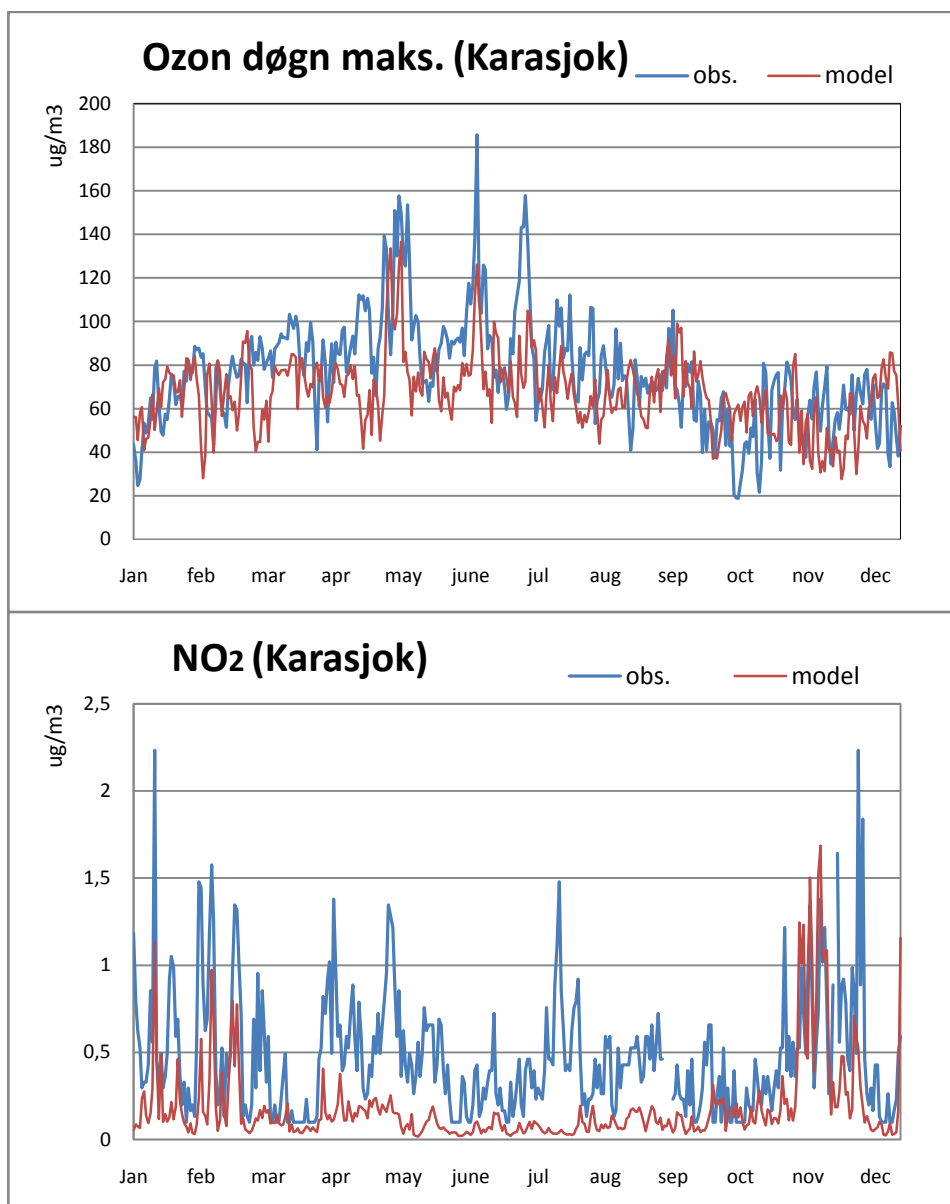 Ozon døgn maks. (Karasjok)
obs. model
ug/m3
200
180
160
140
120
100
80
60
40
20
0
Jan feb mar apr may june jul aug sep oct nov dec
NO2 (Karasjok)
obs. model
ug/m3
2,5
2
1,5
1
0,5
0
Jan feb mar apr may june jul aug sep oct nov dec